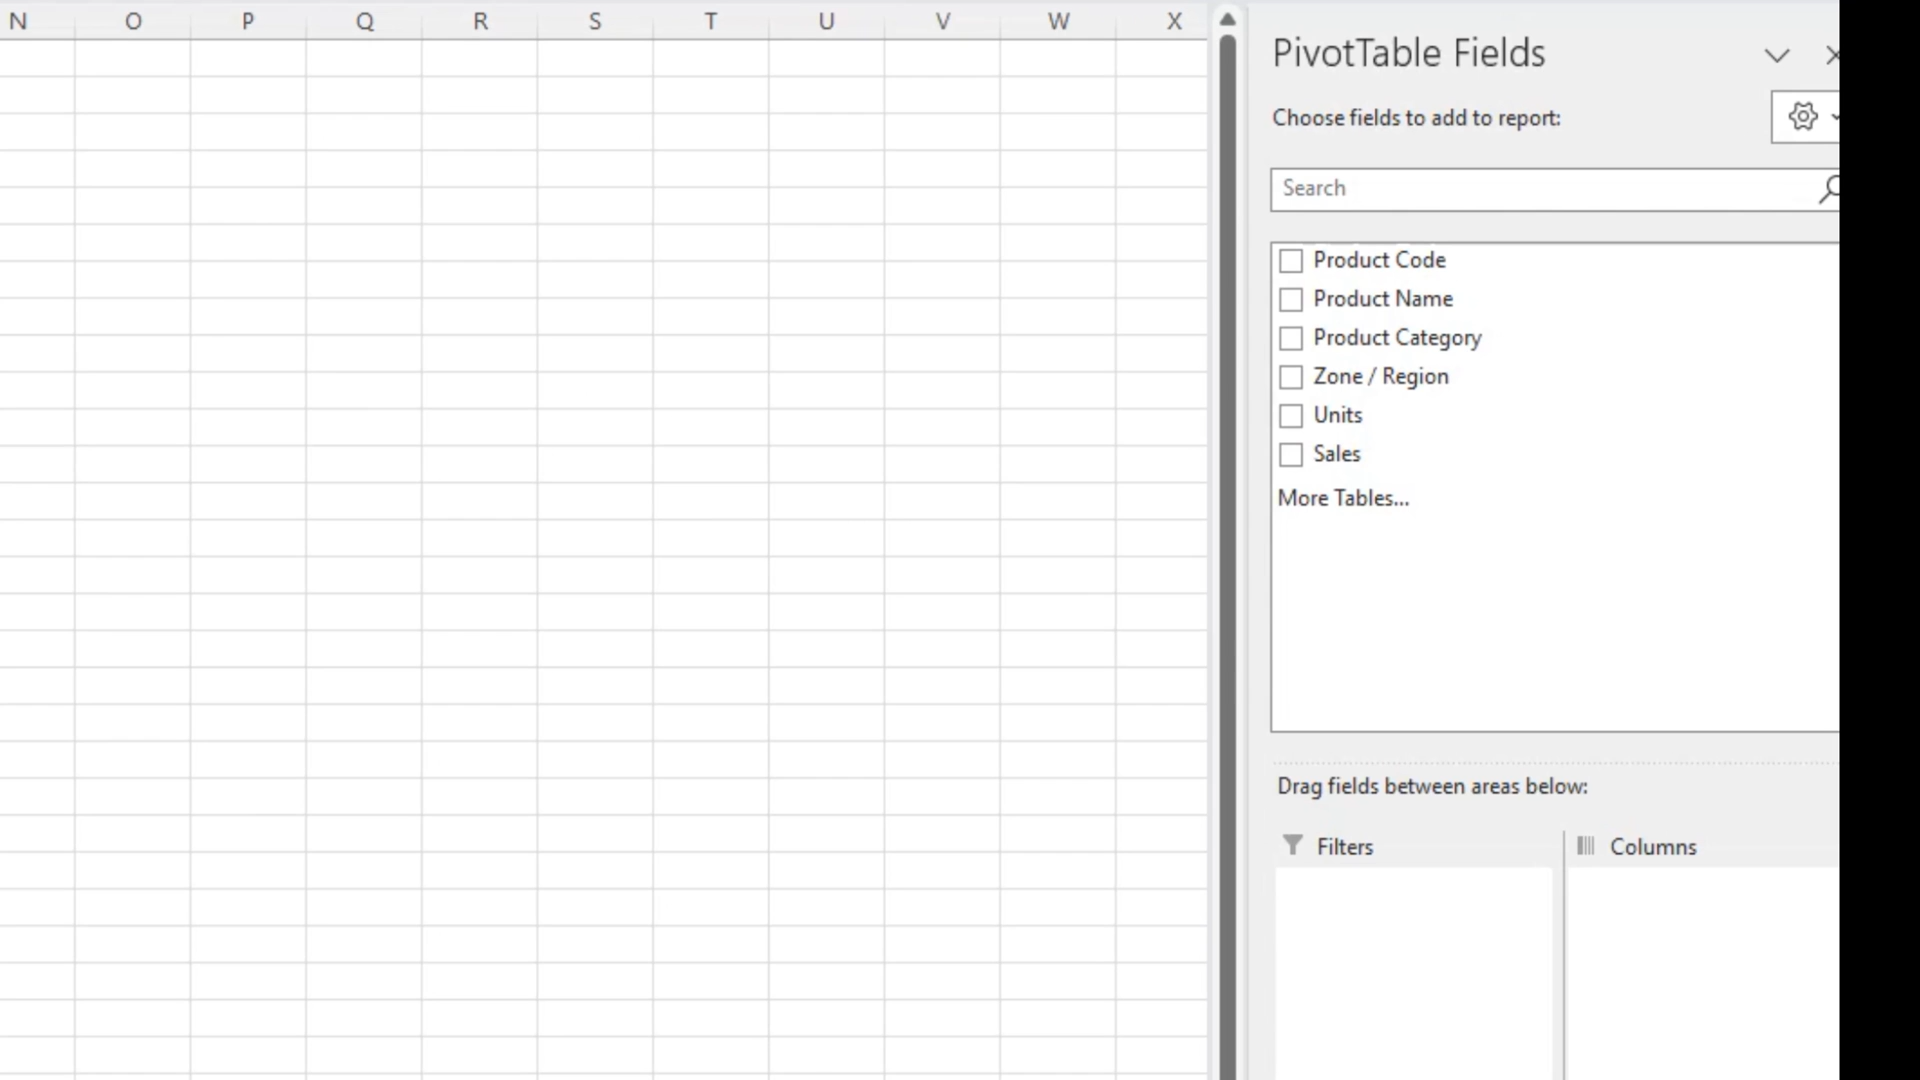 N O P Q R S T U V W X
PivotTable Fields
Choose fields to add to report:
Search
Product Code
Product Name
Product Category
Zone / Region
Units
Sales
More Tables...
Drag fields between areas below:
Filters
Columns